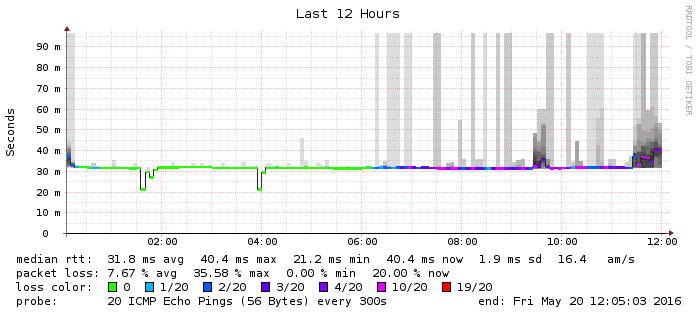 Last 12 Hours
RRDTOOL / TOBI OETIKER
Seconds
90 m
80 m
70 m
60 m
50 m
40 m
30 m
20 m
10 m
0
02:00 04:00 06:00 08:00 10:00 12:00
median rtt: 31.8 ms avg 40.4 ms max 21.2 ms min 40.4 ms now 1.9 ms sd 16.4 am/s
packet loss: 7.67 % avg 35.58 % max 0.00 % min 20.00 % now
loss color: 0 1/20 2/20 3/20 4/20 10/20 19/20
probe: 20 ICMP Echo Pings (56 Bytes) every 300s end: Fri May 20 12:05:03 2016